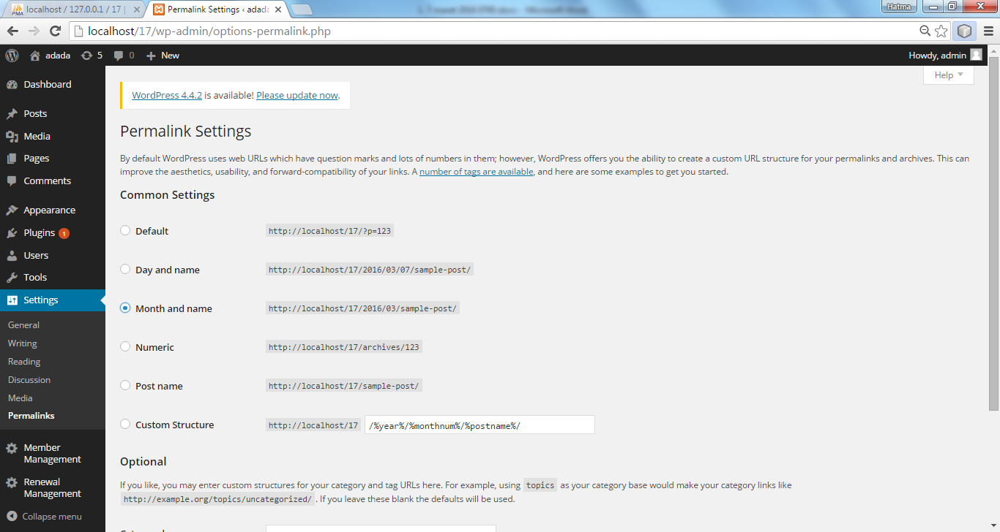 localhost / 127.0.0.1 / 17 |
Permalink Settings ‹ adada
Hatma
localhost/17/wp-admin/options-permalink.php
adada 5 0 New
Howdy, admin
Help
Dashboard
Posts
Media
Pages
Comments
Appearance
Plugins 1
Users
Tools
Settings
General
Writing
Reading
Discussion
Media
Permalinks
Member
Management
Renewal
Management
Collapse menu
WordPress 4.4.2 is available! Please update now.
Permalink Settings
By default WordPress uses web URLs which have question marks and lots of numbers in them; however, WordPress offers you the ability to create a custom URL structure for your permalinks and archives. This can
improve the aesthetics, usability, and forward-compatibility of your links. A number of tags are available, and here are some examples to get you started.
Common Settings
Default http://localhost/17/?p=123
Day and name http://localhost/17/2016/03/07/sample-post/
Month and name http://localhost/17/2016/03/sample-post/
Numeric http://localhost/17/archives/123
Post name http://localhost/17/sample-post/
Custom Structure http://localhost/17 /%year%/%monthnum%/%postname%/
Optional
If you like, you may enter custom structures for your category and tag URLs here. For example, using topics as your category base would make your category links like
http://example.org/topics/uncategorized/ . If you leave these blank the defaults will be used.